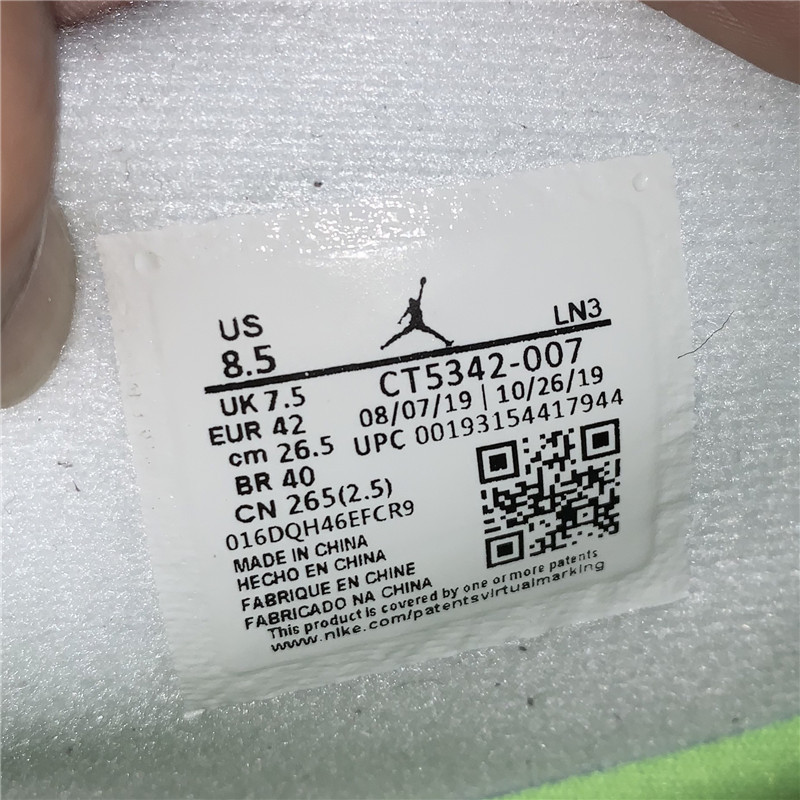 US
LN3
8.5
UK 7.5
CT5342-007
EUR 42
08/07/19 | 10/26/19
cm 26.5
UPC 00193154417944
BR 40
CN 265(2.5)
016DQH46EFCR9
MADE IN CHINA
HECHO EN CHINA
FABRIQUE EN CHINE
FABRICADO NA CHINA
This product is covered by one or more patents
www.nike.com/patentsvirtualmarking